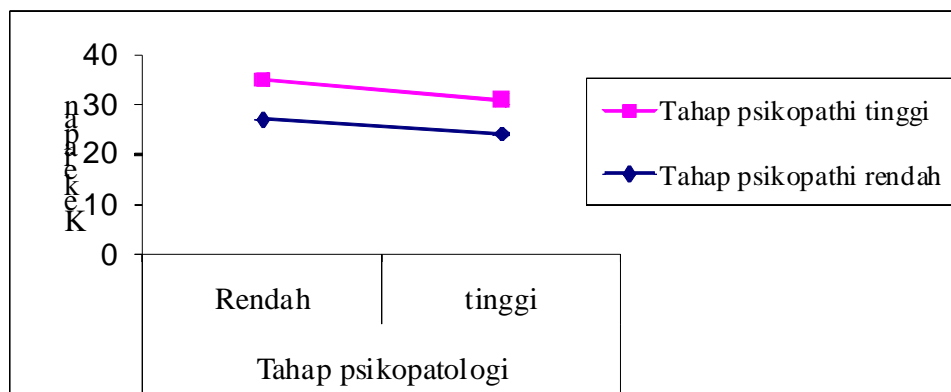 40
30
20
10
0
Kekerapan
Rendah
tinggi
Tahap psikopatologi
Tahap psikopathi tinggi
Tahap psikopathi rendah